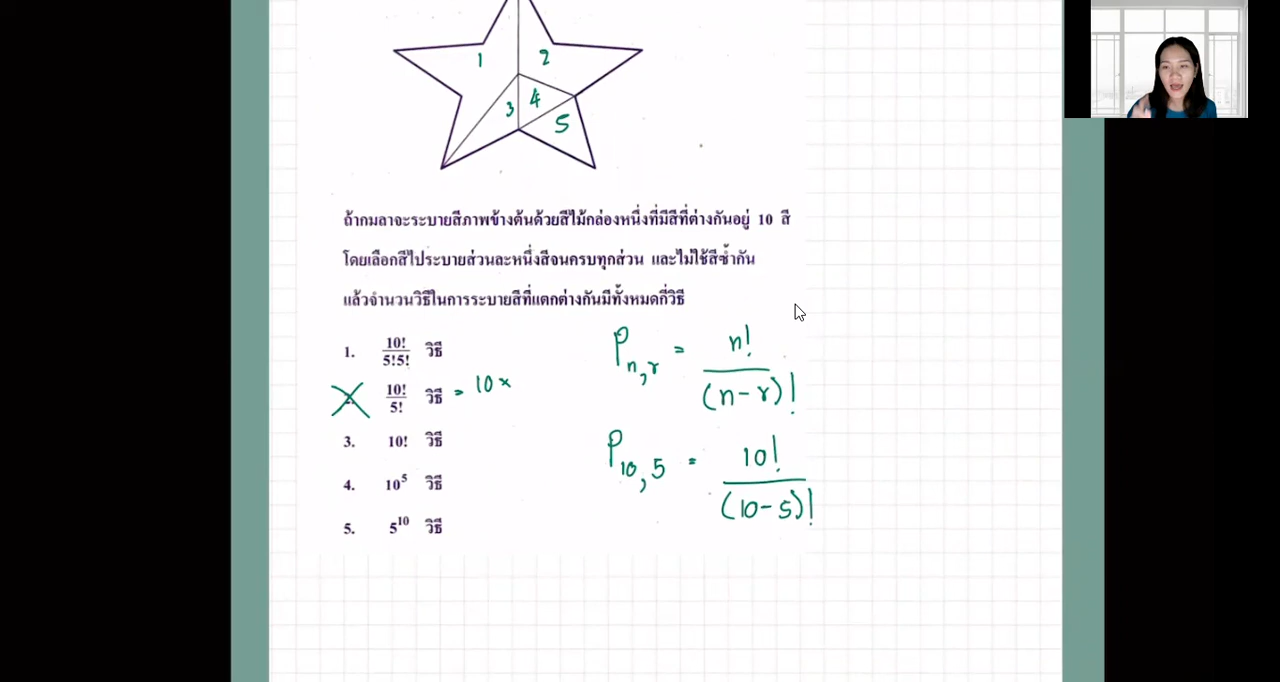 1 2
3 4
5
ถ้ากมลาจะระบายสีภาพข้างต้นด้วยสีไม้กล่องหนึ่งที่มีสีที่ต่างกันอยู่ 10 สี
โดยเลือกสีไประบายส่วนละหนึ่งสีจนครบทุกส่วน และไม่ใช้สีซ้ำกัน
แล้วจำนวนวิธีในการระบายสีที่แตกต่างกันมีทั้งหมดกี่วิธี
1. 10!/5!5! วิธี
10!/5! วิธี = 10 ×
3. 10! วิธี
4. 10⁵ วิธี
5. 5¹⁰ วิธี
P n,r = n!/(n-r)!
P 10,5 = 10!/(10-5)!